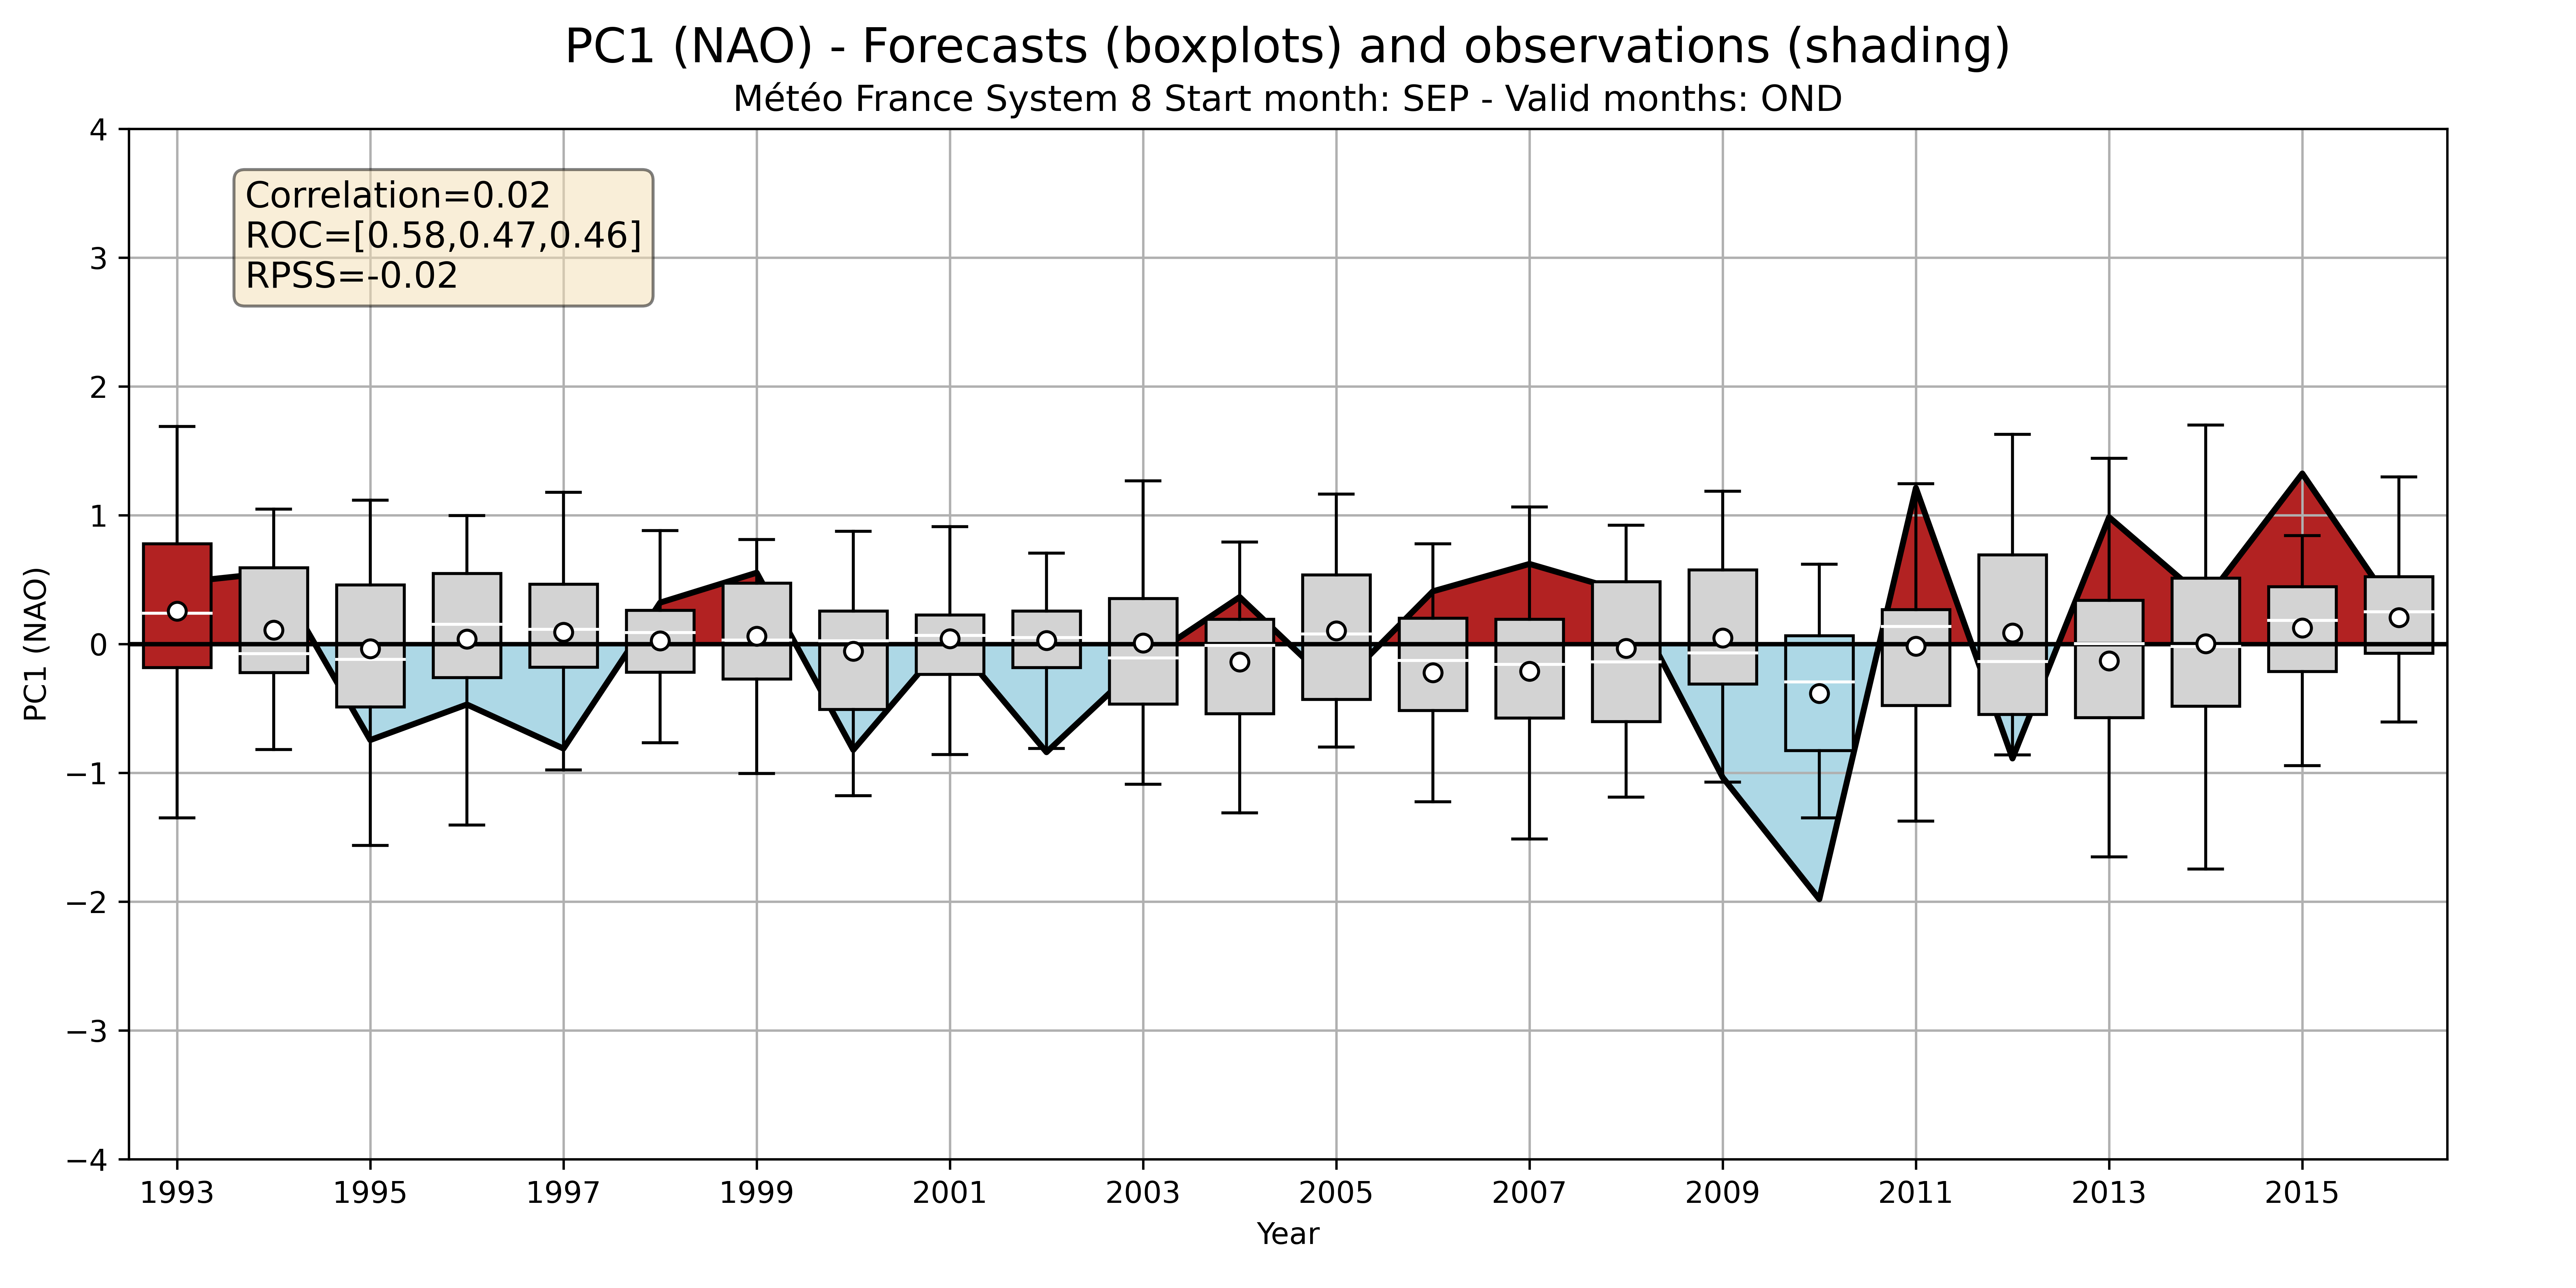 PC1 (NAO) - Forecasts (boxplots) and observations (shading)
Météo France System 8 Start month: SEP - Valid months: OND
Correlation=0.02
ROC=[0.58,0.47,0.46]
RPSS=-0.02
PC1 (NAO)
4
3
2
1
0
−1
−2
−3
−4
1993 1995 1997 1999 2001 2003 2005 2007 2009 2011 2013 2015
Year